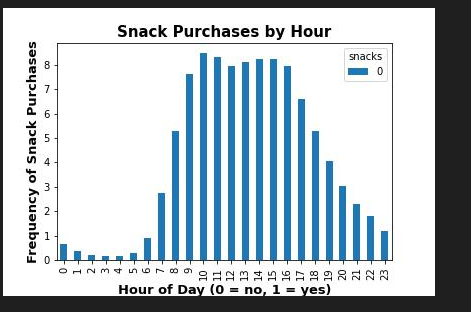 Snack Purchases by Hour
Frequency of Snack Purchases
8
7
6
5
4
3
2
1
0
snacks
0
0 1 2 3 4 5 6 7 8 9 10 11 12 13 14 15 16 17 18 19 20 21 22 23
Hour of Day (0 = no, 1 = yes)